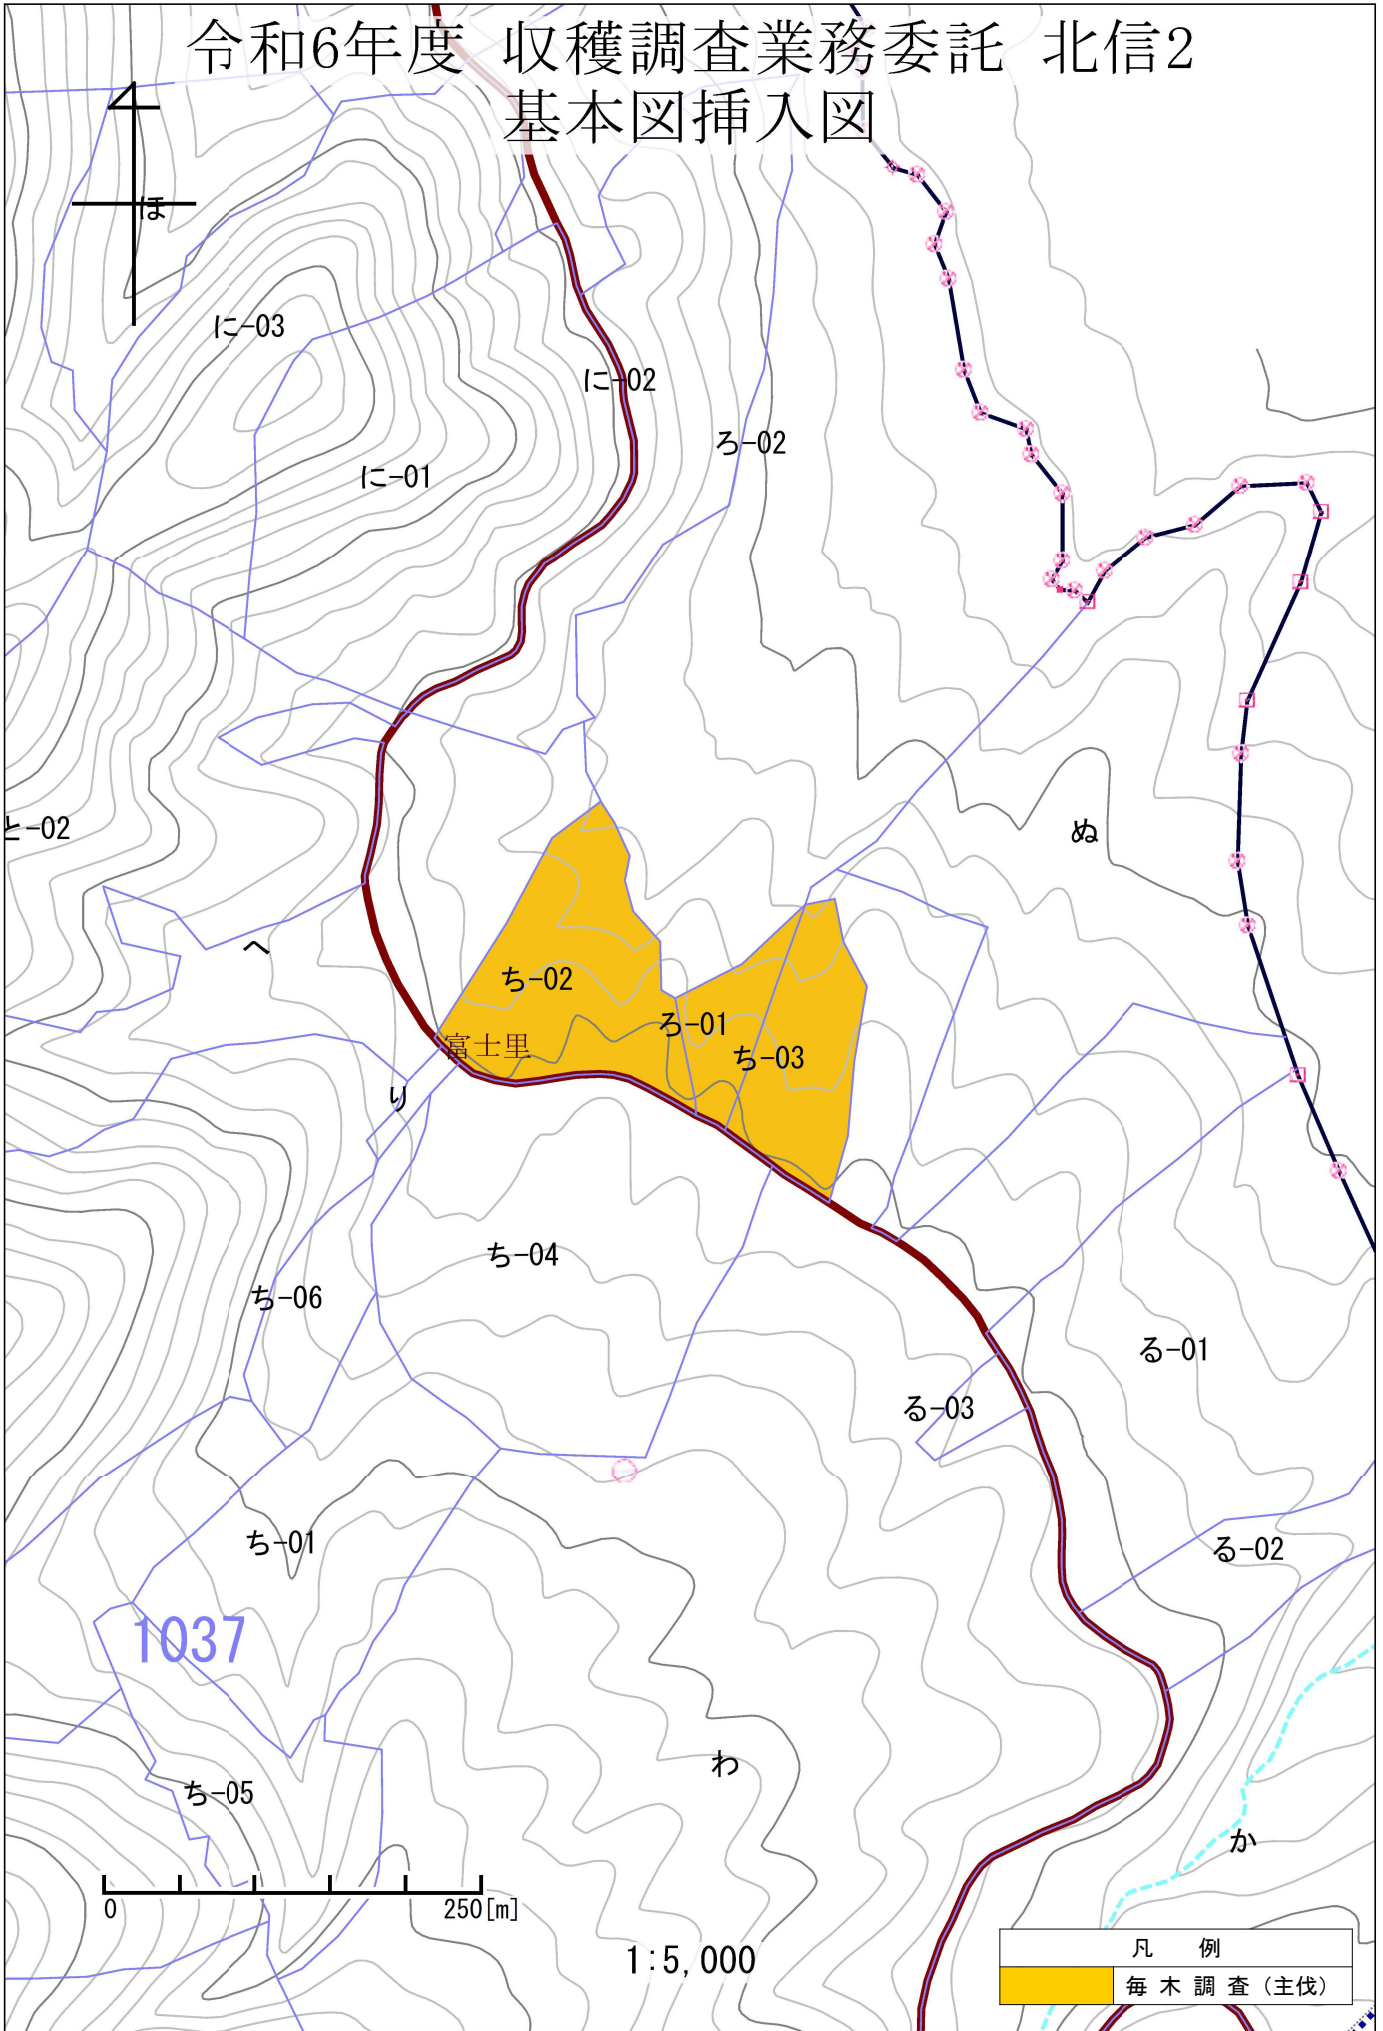 令和6年度 収穫調査業務委託 北信2
基本図挿入図
ほ
に-03
に-02
ろ-02
に-01
と-02
ぬ
へ
ち-02
ろ-01
富士里
ち-03
り
ち-04
ち-06
る-01
る-03
ち-01
る-02
1037
わ
ち-05
か
0 250[m]
1:5,000
凡 例
毎 木 調 査 (主伐)